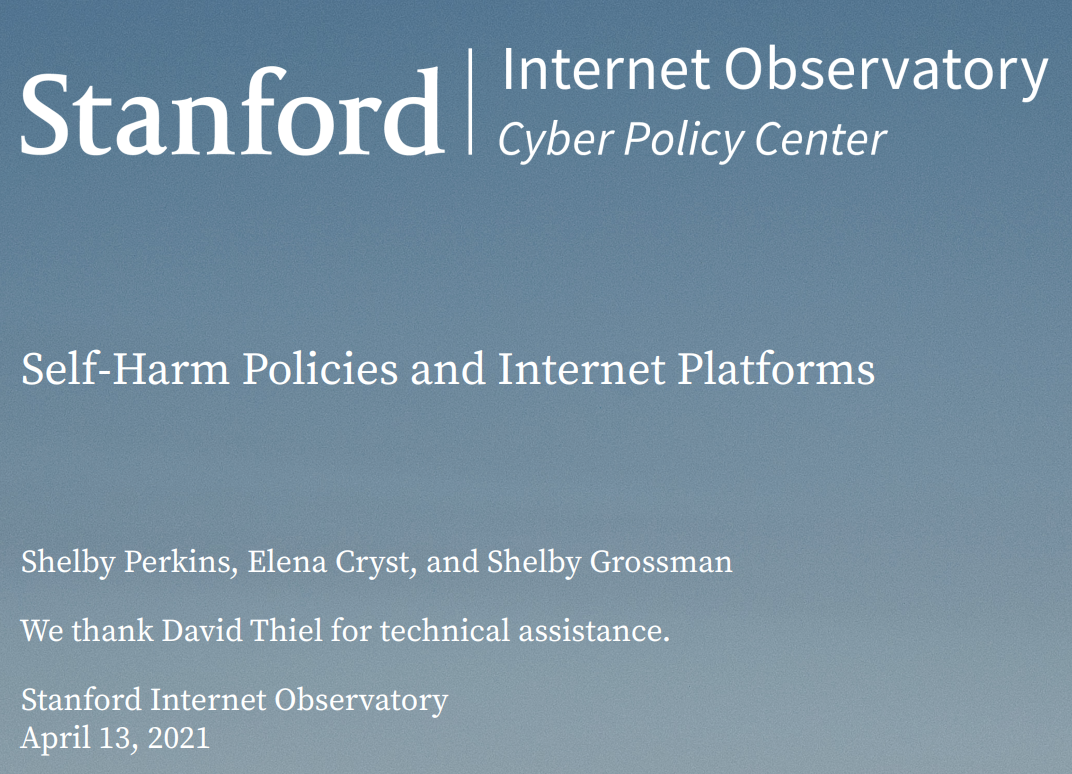 Stanford
Internet Observatory
Cyber Policy Center
Self-Harm Policies and Internet Platforms
Shelby Perkins, Elena Cryst, and Shelby Grossman
We thank David Thiel for technical assistance.
Stanford Internet Observatory
April 13, 2021